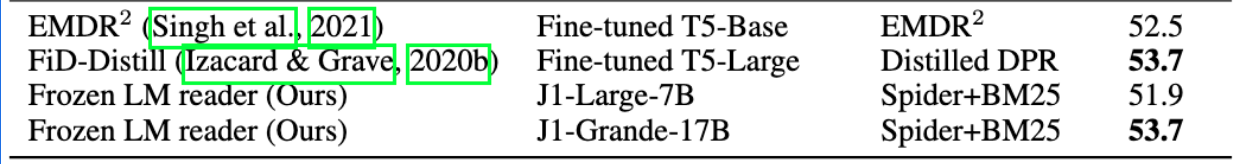 EMDR² (Singh et al., 2021) Fine-tuned T5-Base EMDR² 52.5
FiD-Distill (Izacard & Grave, 2020b) Fine-tuned T5-Large Distilled DPR 53.7
Frozen LM reader (Ours) J1-Large-7B Spider+BM25 51.9
Frozen LM reader (Ours) J1-Grande-17B Spider+BM25 53.7